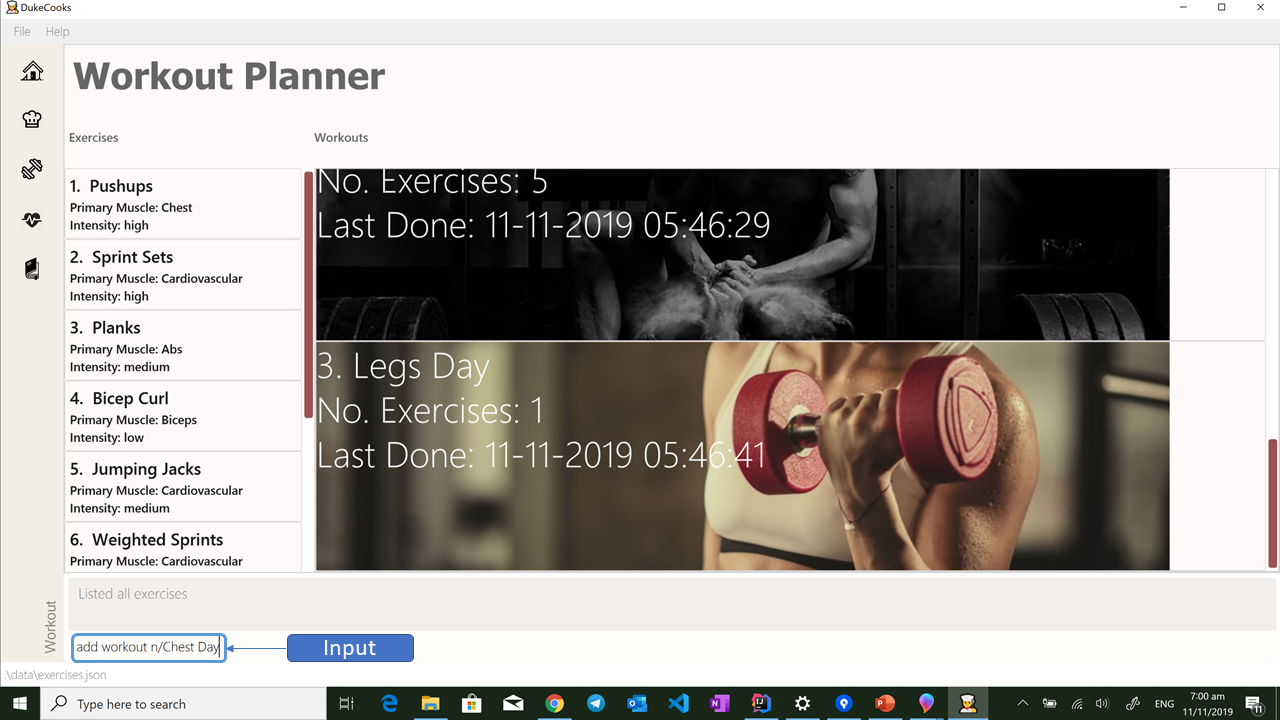 DukeCooks
File Help
Workout Planner
Exercises
Workouts
1. Pushups
Primary Muscle: Chest
Intensity: high
2. Sprint Sets
Primary Muscle: Cardiovascular
Intensity: high
3. Planks
Primary Muscle: Abs
Intensity: medium
4. Bicep Curl
Primary Muscle: Biceps
Intensity: low
5. Jumping Jacks
Primary Muscle: Cardiovascular
Intensity: medium
6. Weighted Sprints
Primary Muscle: Cardiovascular
No. Exercises: 5
Last Done: 11-11-2019 05:46:29
3. Legs Day
No. Exercises: 1
Last Done: 11-11-2019 05:46:41
Workout
Listed all exercises
add workout n/Chest Day
Input
.\data\exercises.json
Type here to search
ENG
7:00 am
11/11/2019
11